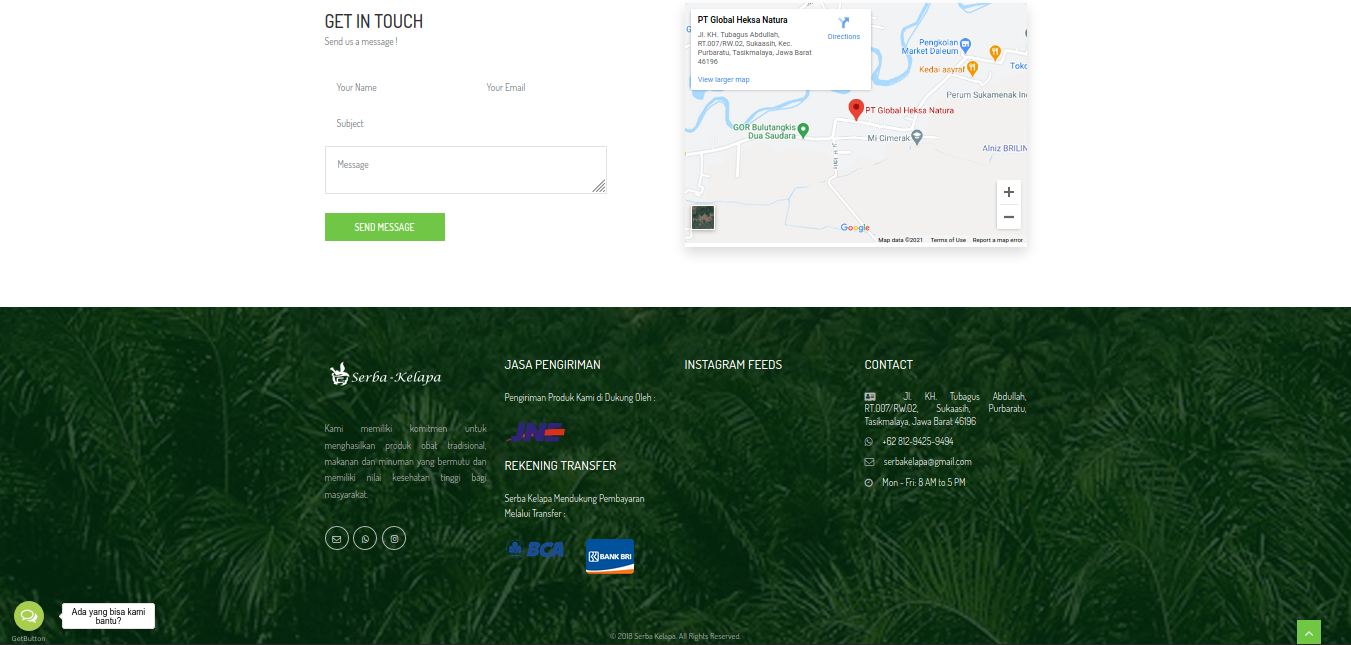 GET IN TOUCH
Send us a message !
Your Name
Your Email
Subject
Message
SEND MESSAGE
PT Global Heksa Natura
Jl. KH. Tubagus Abdullah,
RT.007/RW.02, Sukaasih, Kec.
Purbaratu, Tasikmalaya, Jawa Barat
46196
View larger map
Directions
Pengkolan
Market Daleum
Kedai asyraf
Toko
Perum Sukamenak In
PT Global Heksa Natura
GOR Bulutangkis
Dua Saudara
Mi Cimerak
Alniz BRILIN
Google
Map data ©2021
Terms of Use
Report a map error
Serba-Kelapa
Kami memiliki komitmen untuk
menghasilkan produk obat tradisional,
makanan dan minuman yang bermutu dan
memiliki nilai kesehatan tinggi bagi
masyarakat.
JASA PENGIRIMAN
Pengiriman Produk Kami di Dukung Oleh :
JNE
REKENING TRANSFER
Serba Kelapa Mendukung Pembayaran
Melalui Transfer :
BCA
BANK BRI
INSTAGRAM FEEDS
CONTACT
Jl. KH. Tubagus Abdullah,
RT.007/RW.02, Sukaasih, Purbaratu,
Tasikmalaya, Jawa Barat 46196
+62 812-9425-9494
serbakelapa@gmail.com
Mon - Fri: 8 AM to 5 PM
Ada yang bisa kami
bantu?
GetButton
© 2018 Serba Kelapa. All Rights Reserved.